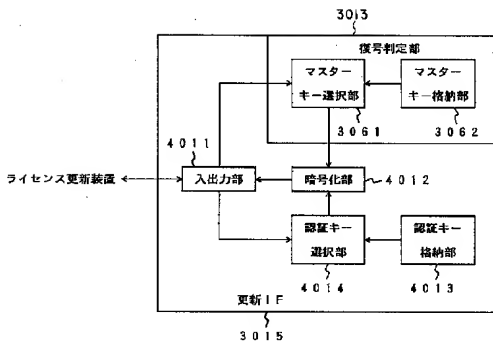 3013
復号判定部
マスター
キー選択部
マスター
キー格納部
3061
3062
4011
ライセンス更新装置
入出力部
暗号化部
4012
認証キー
選択部
認証キー
格納部
4014
4013
更新IF
3015